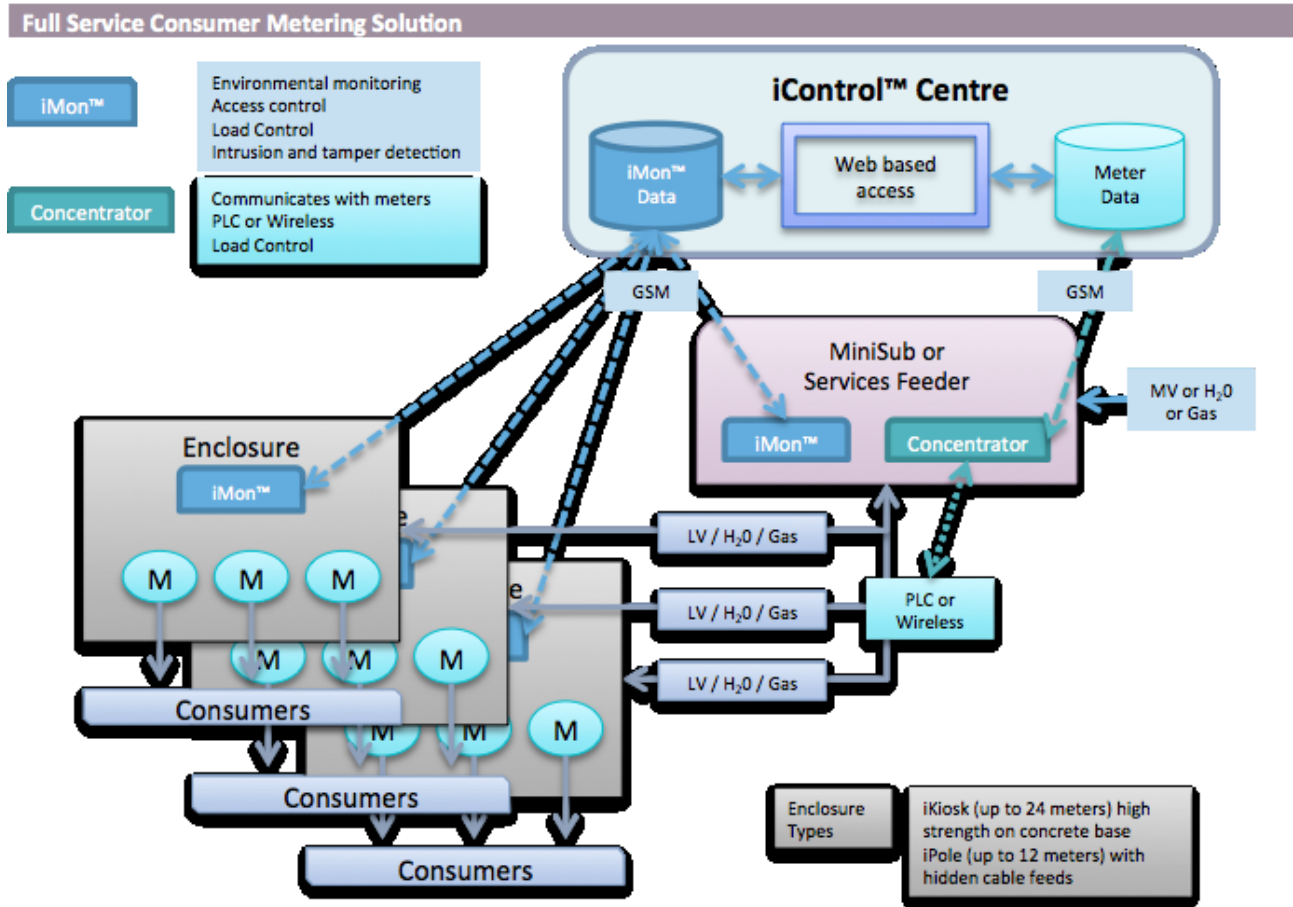 Full Service Consumer Metering Solution
iMon™
Environmental monitoring
Access control
Load Control
Intrusion and tamper detection
Concentrator
Communicates with meters
PLC or Wireless
Load Control
iControl™ Centre
iMon™
Data
Web based
access
Meter
Data
GSM
GSM
MiniSub or
Services Feeder
iMon™
Concentrator
MV or H₂0
or Gas
Enclosure
iMon™
M
M
M
Consumers
e
M
M
M
Consumers
e
M
M
M
Consumers
LV / H₂0 / Gas
LV / H₂0 / Gas
LV / H₂0 / Gas
PLC or
Wireless
Enclosure
Types
iKiosk (up to 24 meters) high
strength on concrete base
iPole (up to 12 meters) with
hidden cable feeds